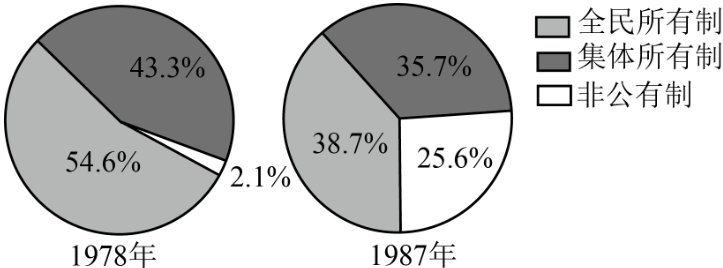 43.3%
54.6%
2.1%
1978年
35.7%
38.7%
25.6%
1987年
全民所有制
集体所有制
非公有制